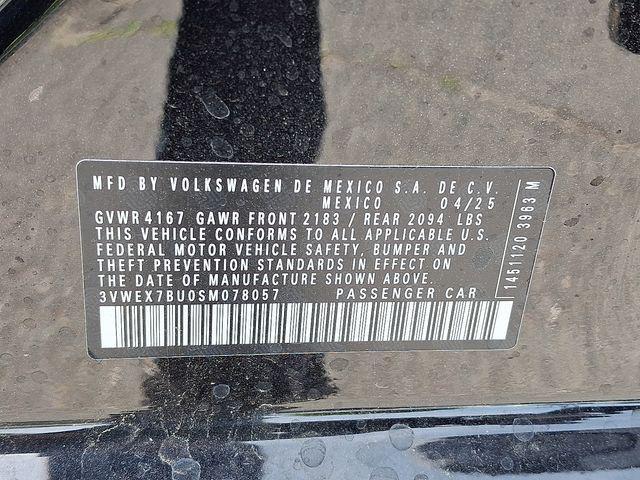 MFD BY VOLKSWAGEN DE MEXICO S.A. DE C.V.
MEXICO 04/25
GVWR 4167 GAWR FRONT 2183 / REAR 2094 LBS
THIS VEHICLE CONFORMS TO ALL APPLICABLE U.S.
FEDERAL MOTOR VEHICLE SAFETY, BUMPER AND
THEFT PREVENTION STANDARDS IN EFFECT ON
THE DATE OF MANUFACTURE SHOWN ABOVE.
3VWEX7BU0SM078057 PASSENGER CAR
1451120 3963 M